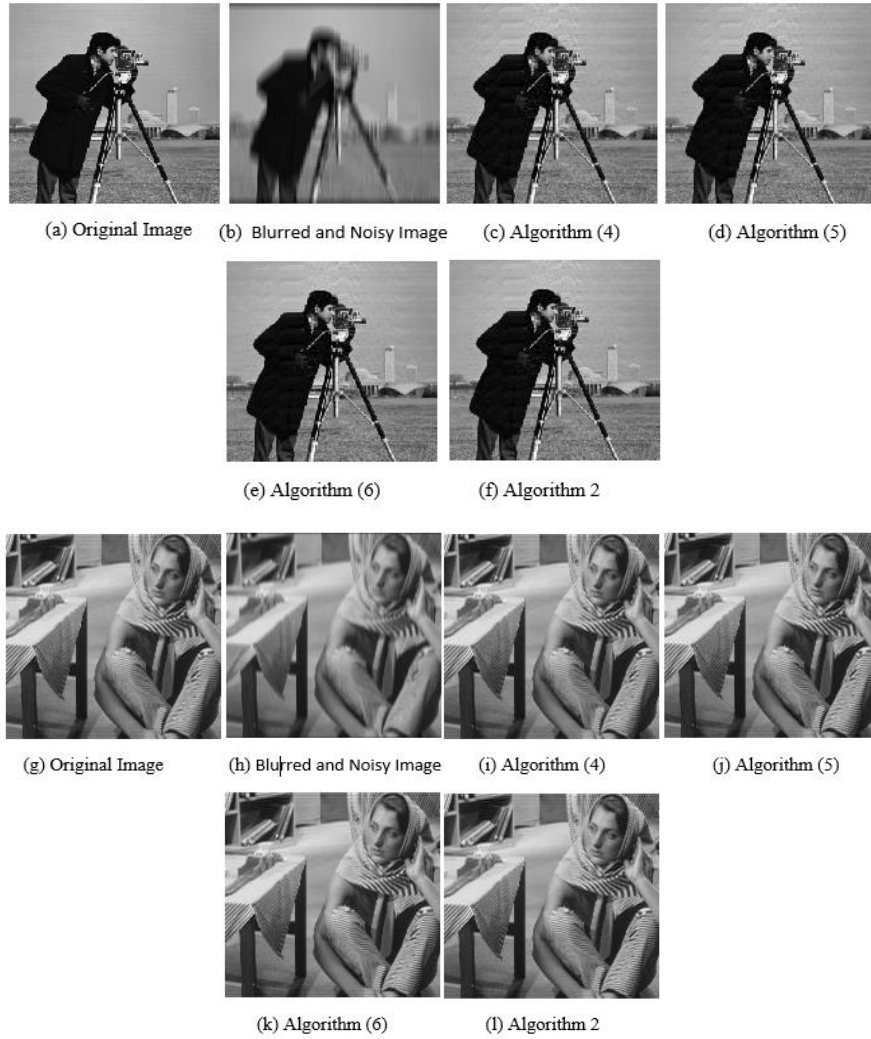 (a) Original Image (b) Blurred and Noisy Image (c) Algorithm (4) (d) Algorithm (5)
(e) Algorithm (6) (f) Algorithm 2
(g) Original Image (h) Blurred and Noisy Image (i) Algorithm (4) (j) Algorithm (5)
(k) Algorithm (6) (l) Algorithm 2